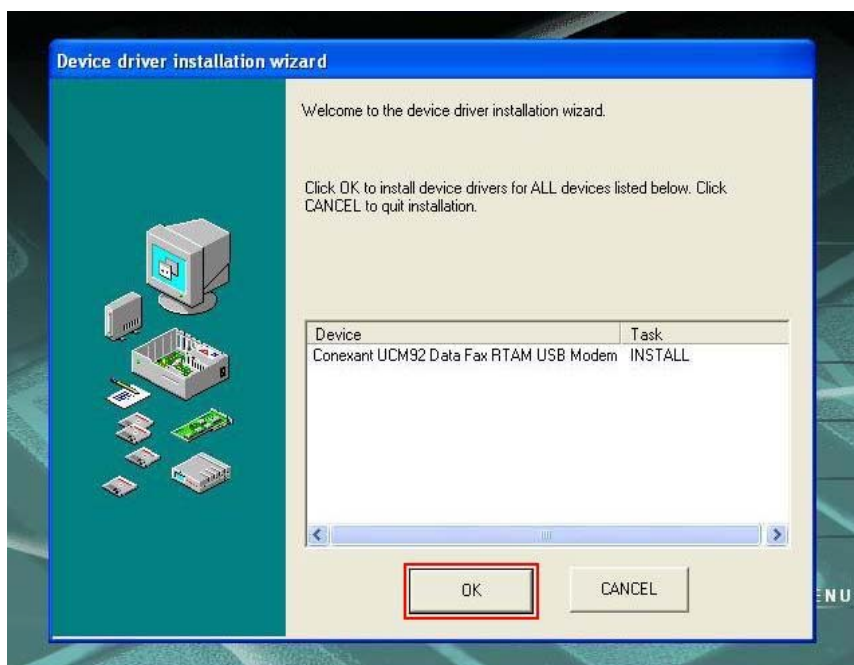 Device driver installation wizard
Welcome to the device driver installation wizard.
Click OK to install device drivers for ALL devices listed below. Click
CANCEL to quit installation.
Device Task
Conexant UCM92 Data Fax RTAM USB Modem INSTALL
OK CANCEL
ENU